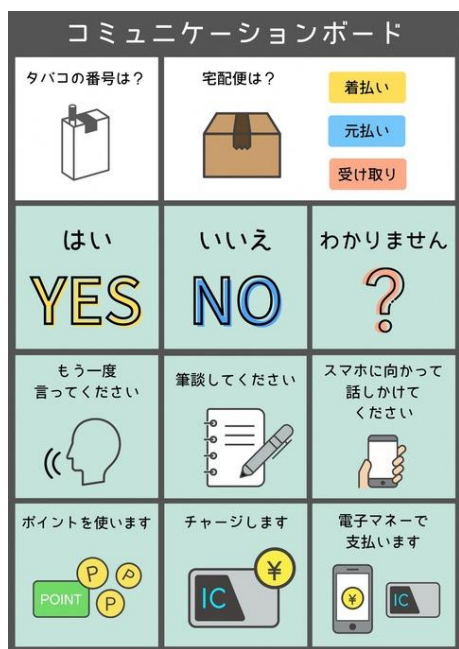 コミュニケーションボード
タバコの番号は？
宅配便は？
着払い
元払い
受け取り
はい
YES
いいえ
NO
わかりません
?
もう一度
言ってください
筆談してください
スマホに向かって
話しかけて
ください
ポイントを使います
POINT
P
P
P
チャージします
IC
¥
電子マネーで
支払います
¥
IC